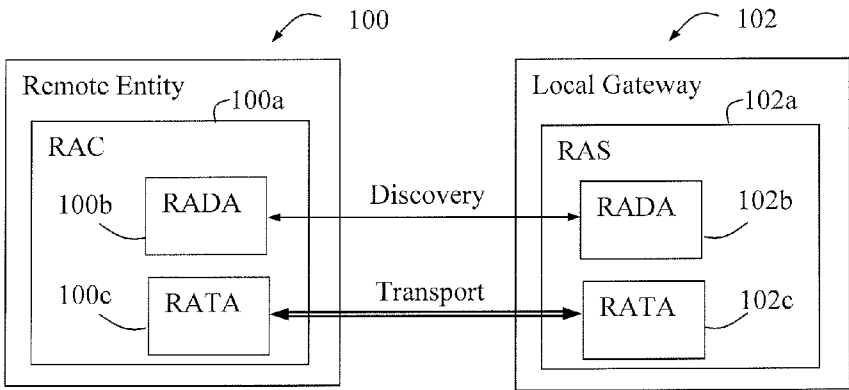 100
102
Remote Entity
Local Gateway
100a
102a
RAC
RAS
100b
RADA
Discovery
RADA
102b
100c
RATA
Transport
RATA
102c